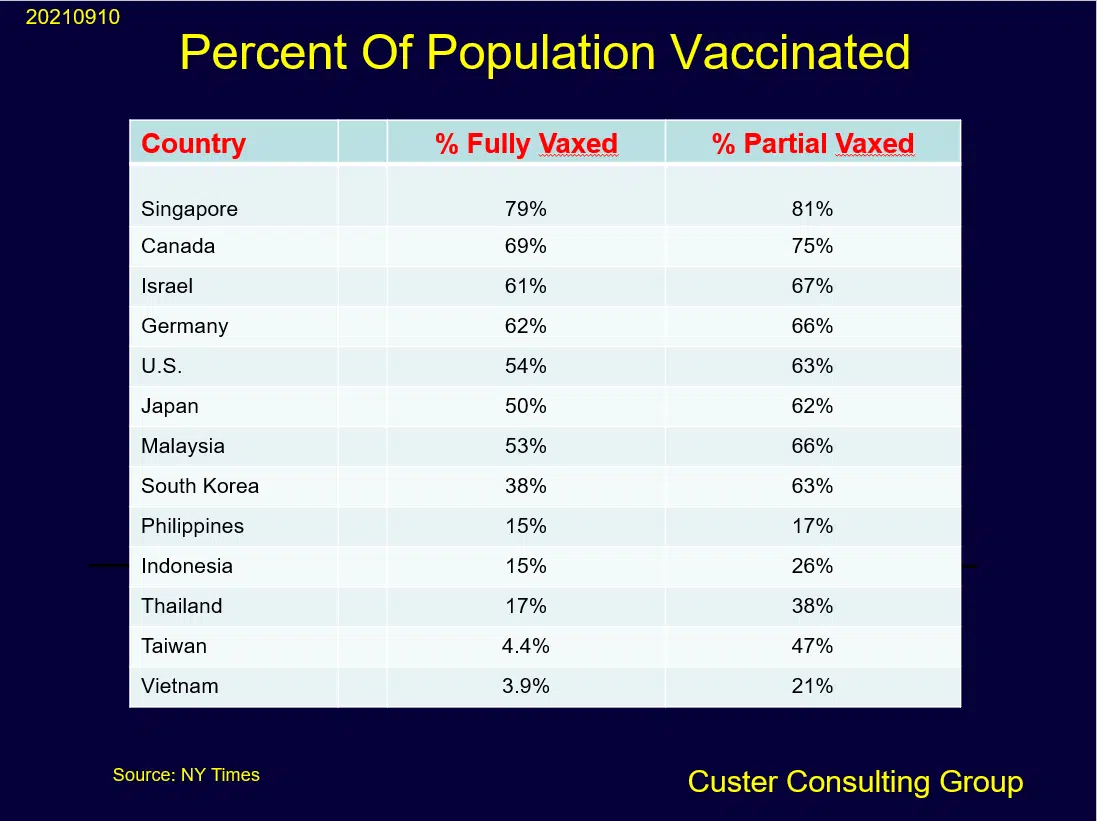 20210910
Percent Of Population Vaccinated
Country % Fully Vaxed % Partial Vaxed
Singapore 79% 81%
Canada 69% 75%
Israel 61% 67%
Germany 62% 66%
U.S. 54% 63%
Japan 50% 62%
Malaysia 53% 66%
South Korea 38% 63%
Philippines 15% 17%
Indonesia 15% 26%
Thailand 17% 38%
Taiwan 4.4% 47%
Vietnam 3.9% 21%
Source: NY Times
Custer Consulting Group